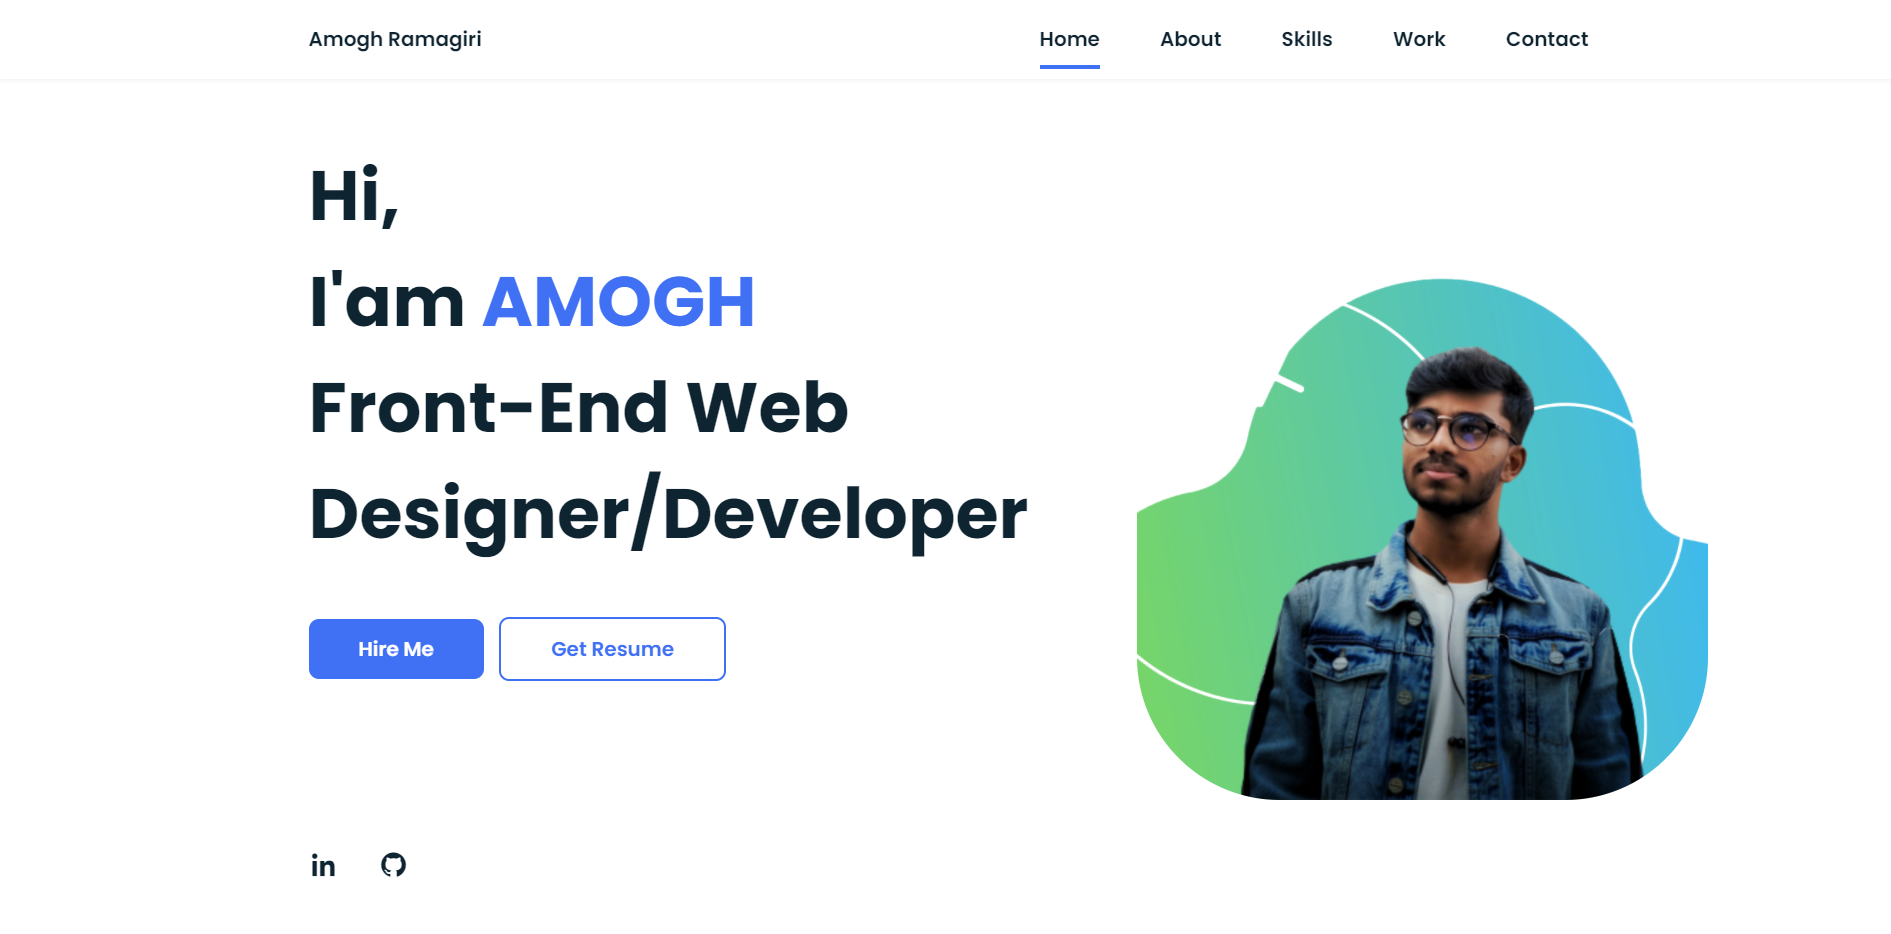 Amogh Ramagiri
Home About Skills Work Contact
Hi,
I'am AMOGH
Front-End Web
Designer/Developer
Hire Me Get Resume
in